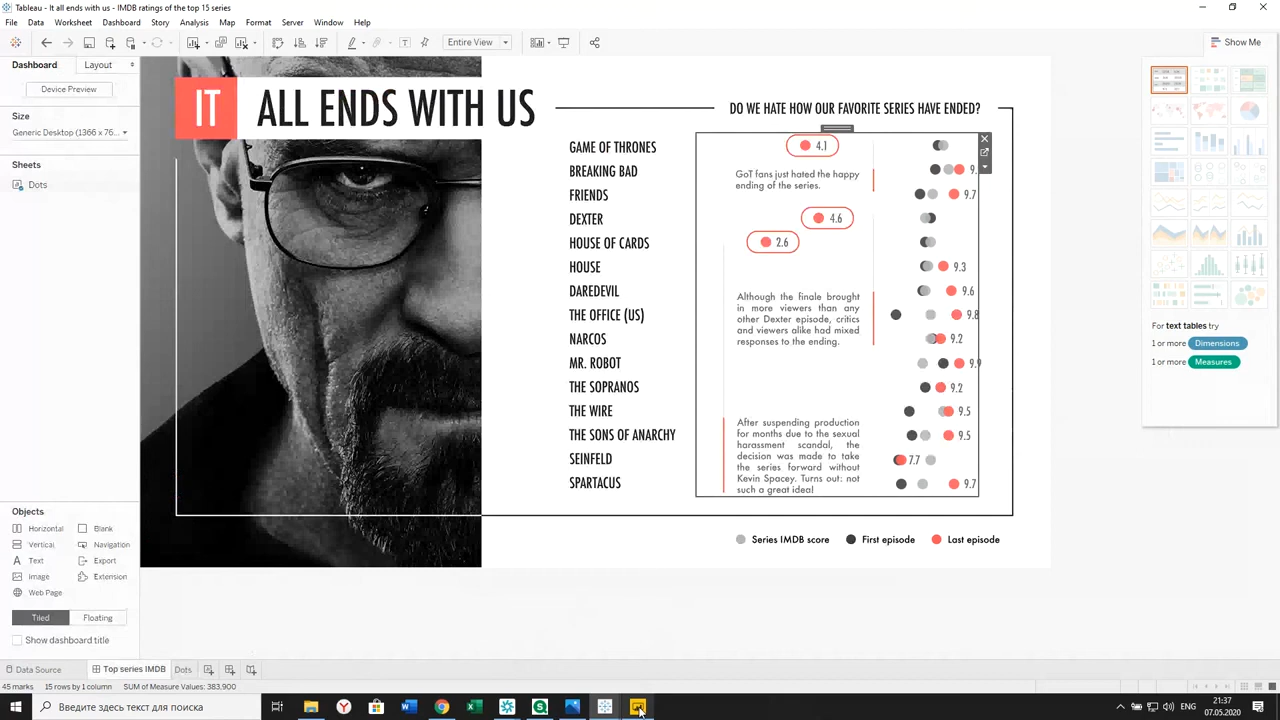 Tableau - It all ends with us - IMDB ratings of the top 15 series
File Data Worksheet Dashboard Story Analysis Map Format Server Window Help
Entire View
Show Me
Dashboard Layout
Device Preview
Size
Generic Desktop (1366 x 76...
Sheets
Dots
IT ALL ENDS WITH US
DO WE HATE HOW OUR FAVORITE SERIES HAVE ENDED?
GAME OF THRONES 4.1
BREAKING BAD 9.
FRIENDS 9.7
DEXTER 4.6
HOUSE OF CARDS 2.6
HOUSE 9.3
DAREDEVIL 9.6
THE OFFICE (US) 9.8
NARCOS 9.2
MR. ROBOT 9.9
THE SOPRANOS 9.2
THE WIRE 9.5
THE SONS OF ANARCHY 9.5
SEINFELD 7.7
SPARTACUS 9.7
GoT fans just hated the happy
ending of the series.
Although the finale brought
in more viewers than any
other Dexter episode, critics
and viewers alike had mixed
responses to the ending.
After suspending production
for months due to the sexual
harassment scandal, the
decision was made to take
the series forward without
Kevin Spacey. Turns out: not
such a great idea!
Series IMDB score First episode Last episode
For text tables try
1 or more Dimensions
1 or more Measures
Objects
Horizontal Blank
Vertical Navigation
Text Export
Image Extension
Web Page
Tiled Floating
Show dashboard title
Data Source Top series IMDB Dots
45 marks 15 rows by 1 column SUM of Measure Values: 383,900
Введите здесь текст для поиска
21:37
07.05.2020